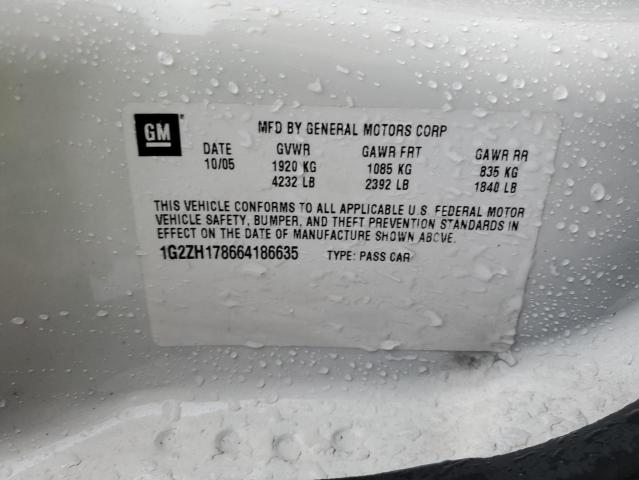 GM
MFD BY GENERAL MOTORS CORP
DATE GVWR GAWR FRT GAWR RR
10/05 1920 KG 1085 KG 835 KG
4232 LB 2392 LB 1840 LB
THIS VEHICLE CONFORMS TO ALL APPLICABLE U.S. FEDERAL MOTOR
VEHICLE SAFETY, BUMPER, AND THEFT PREVENTION STANDARDS IN
EFFECT ON THE DATE OF MANUFACTURE SHOWN ABOVE.
1G2ZH178664186635 TYPE: PASS CAR